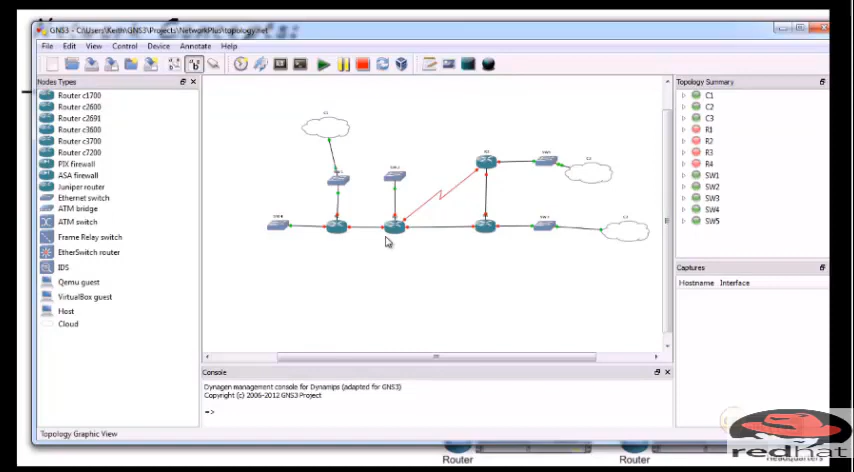 Network Concepts:
GNS3 - C:\Users\Keith\GNS3\Projects\NetworkPlus\topology.net
File Edit View Control Device Annotate Help
Nodes Types
Router c1700
Router c2600
Router c2691
Router c3600
Router c3700
Router c7200
PIX firewall
ASA firewall
Juniper router
Ethernet switch
ATM bridge
ATM switch
Frame Relay switch
EtherSwitch router
IDS
Qemu guest
VirtualBox guest
Host
Cloud
Topology Summary
C1
C2
C3
R1
R2
R3
R4
SW1
SW2
SW3
SW4
SW5
Captures
Hostname Interface
Console
Dynagen management console for Dynamips (adapted for GNS3)
Copyright (c) 2006-2012 GNS3 Project
=>
Topology Graphic View
Router
Router
Headquarters
redhat